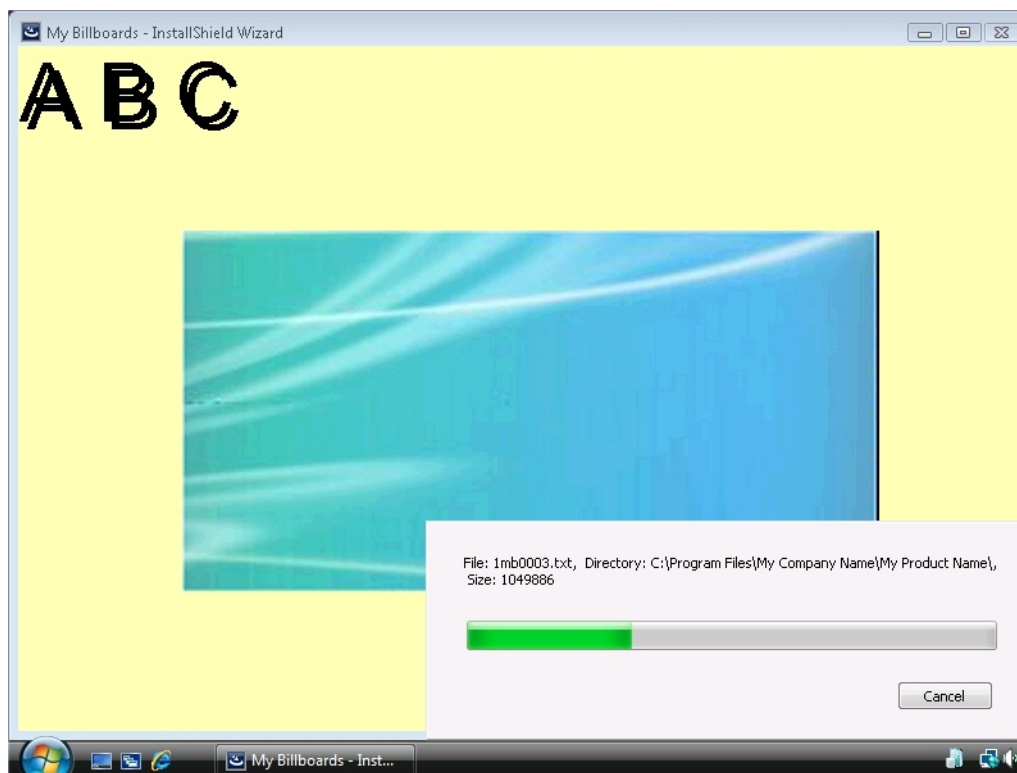 My Billboards - InstallShield Wizard
A B C
File: 1mb0003.txt, Directory: C:\Program Files\My Company Name\My Product Name\,
Size: 1049886
Cancel
My Billboards - Inst...